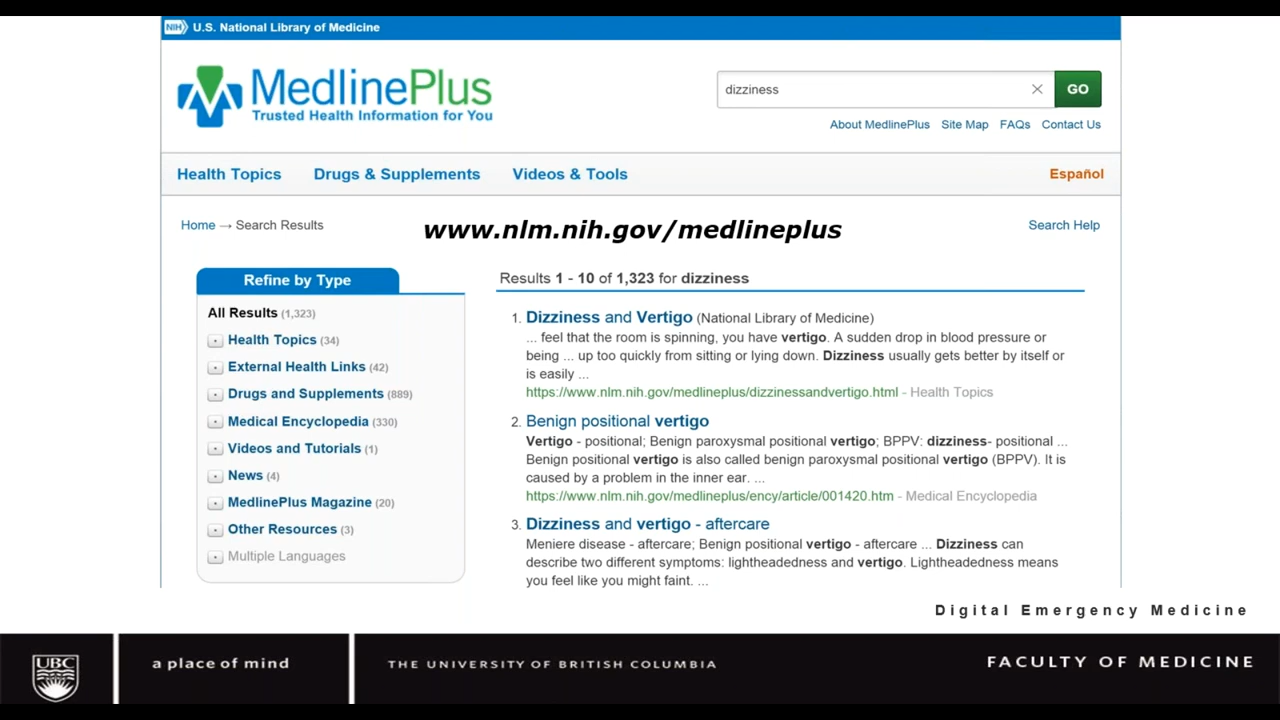 NIH U.S. National Library of Medicine
MedlinePlus
Trusted Health Information for You
dizziness
GO
About MedlinePlus Site Map FAQs Contact Us
Health Topics Drugs & Supplements Videos & Tools Español
Home → Search Results
www.nlm.nih.gov/medlineplus
Search Help
Refine by Type
All Results (1,323)
Health Topics (34)
External Health Links (42)
Drugs and Supplements (889)
Medical Encyclopedia (330)
Videos and Tutorials (1)
News (4)
MedlinePlus Magazine (20)
Other Resources (3)
Multiple Languages
Results 1 - 10 of 1,323 for dizziness
1. Dizziness and Vertigo (National Library of Medicine)
... feel that the room is spinning, you have vertigo. A sudden drop in blood pressure or
being ... up too quickly from sitting or lying down. Dizziness usually gets better by itself or
is easily ...
https://www.nlm.nih.gov/medlineplus/dizzinessandvertigo.html - Health Topics
2. Benign positional vertigo
Vertigo - positional; Benign paroxysmal positional vertigo; BPPV: dizziness- positional ...
Benign positional vertigo is also called benign paroxysmal positional vertigo (BPPV). It is
caused by a problem in the inner ear. ...
https://www.nlm.nih.gov/medlineplus/ency/article/001420.htm - Medical Encyclopedia
3. Dizziness and vertigo - aftercare
Meniere disease - aftercare; Benign positional vertigo - aftercare ... Dizziness can
describe two different symptoms: lightheadedness and vertigo. Lightheadedness means
you feel like you might faint. ...
Digital Emergency Medicine
UBC
a place of mind
THE UNIVERSITY OF BRITISH COLUMBIA
FACULTY OF MEDICINE